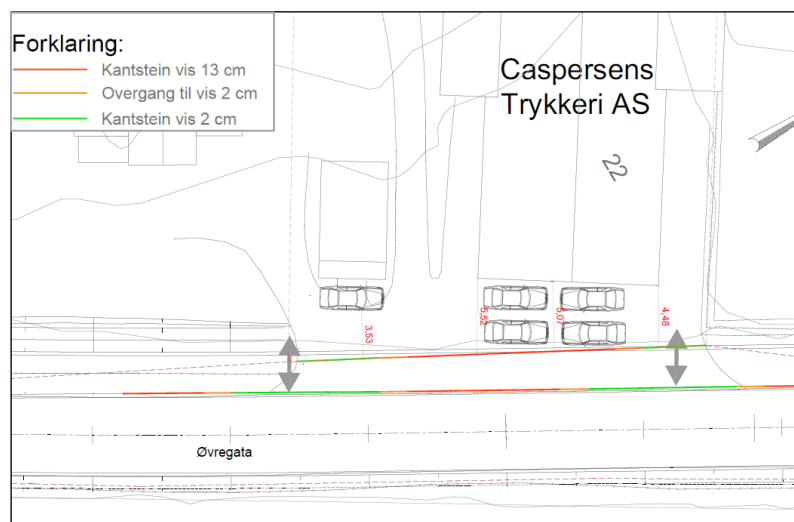 Forklaring:
Kantstein vis 13 cm
Overgang til vis 2 cm
Kantstein vis 2 cm
Caspersens
Trykkeri AS
22
3,53
5,52
5,07
4,48
Øvregata